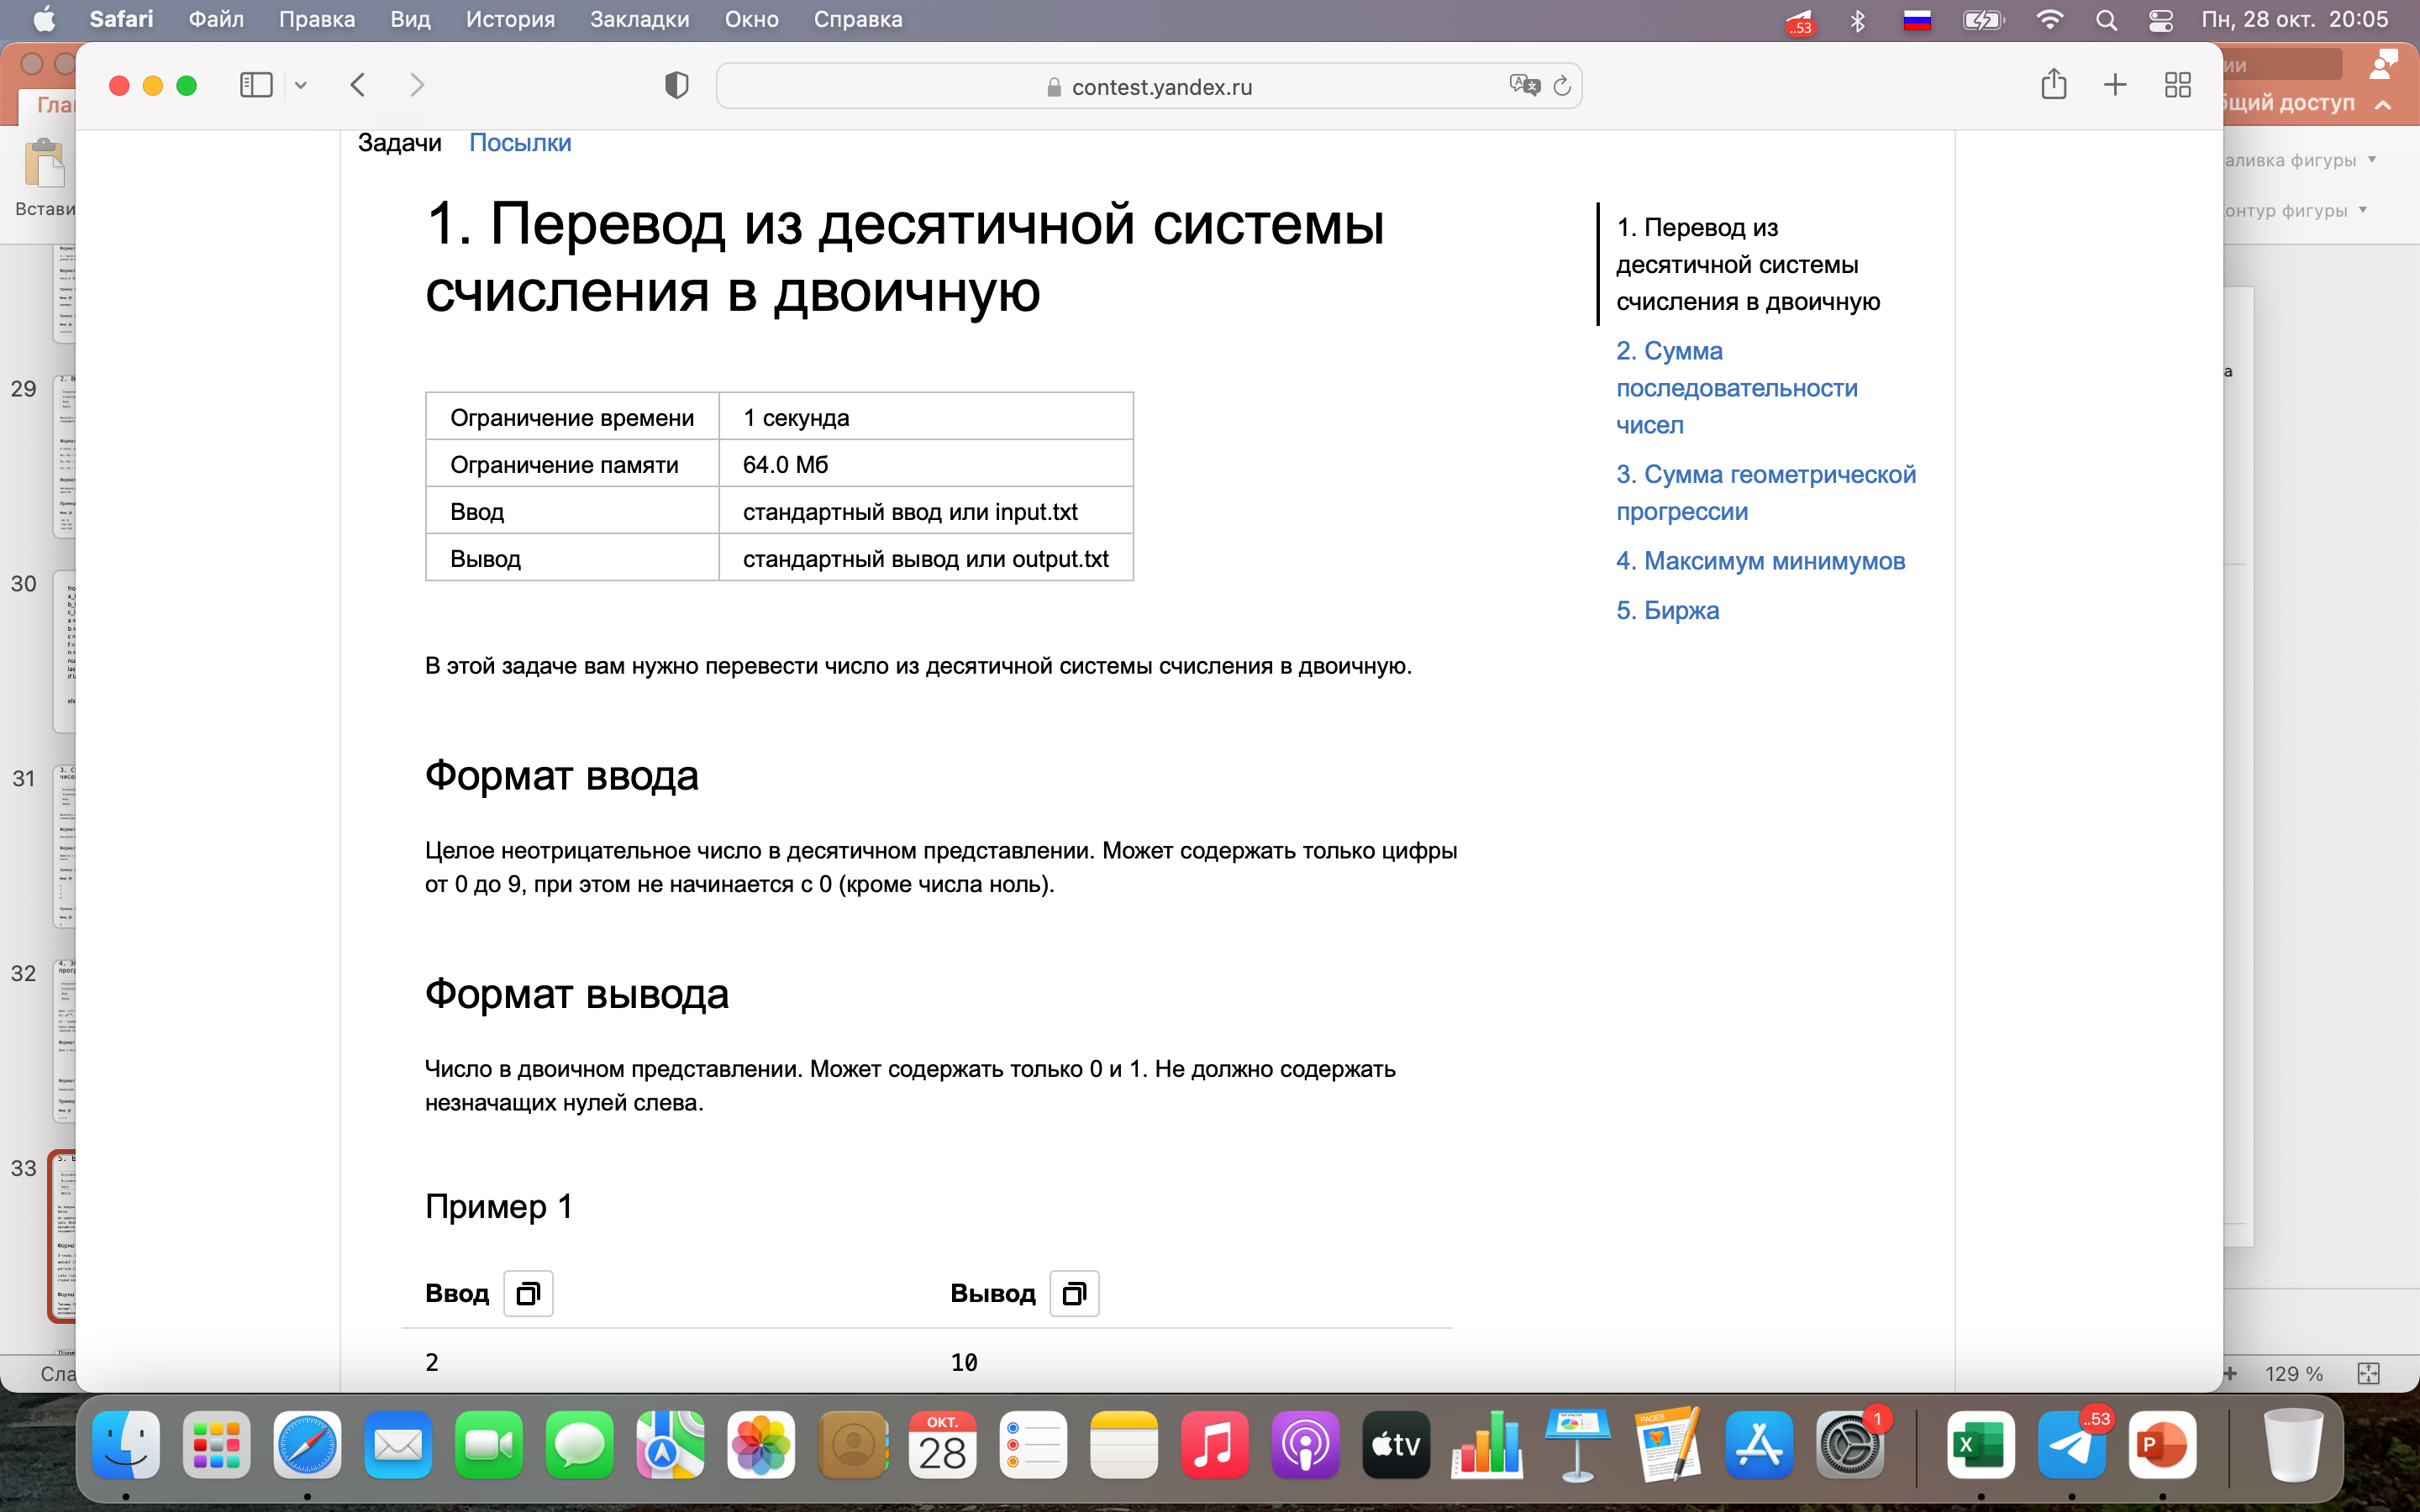 Safari Файл Правка Вид История Закладки Окно Справка
..53
Пн, 28 окт. 20:05
contest.yandex.ru
Встави
Задачи Посылки
1. Перевод из десятичной системы
счисления в двоичную
Ограничение времени 1 секунда
Ограничение памяти 64.0 Мб
Ввод стандартный ввод или input.txt
Вывод стандартный вывод или output.txt
В этой задаче вам нужно перевести число из десятичной системы счисления в двоичную.
Формат ввода
Целое неотрицательное число в десятичном представлении. Может содержать только цифры
от 0 до 9, при этом не начинается с 0 (кроме числа ноль).
Формат вывода
Число в двоичном представлении. Может содержать только 0 и 1. Не должно содержать
незначащих нулей слева.
Пример 1
Ввод Вывод
2 10
1. Перевод из
десятичной системы
счисления в двоичную
2. Сумма
последовательности
чисел
3. Сумма геометрической
прогрессии
4. Максимум минимумов
5. Биржа
Гла
29
30
31
32
33
Сла
ии
бщий доступ
аливка фигуры
онтур фигуры
а
129 %
ОКТ.
28
tv
PAGES
1
X
..53
P